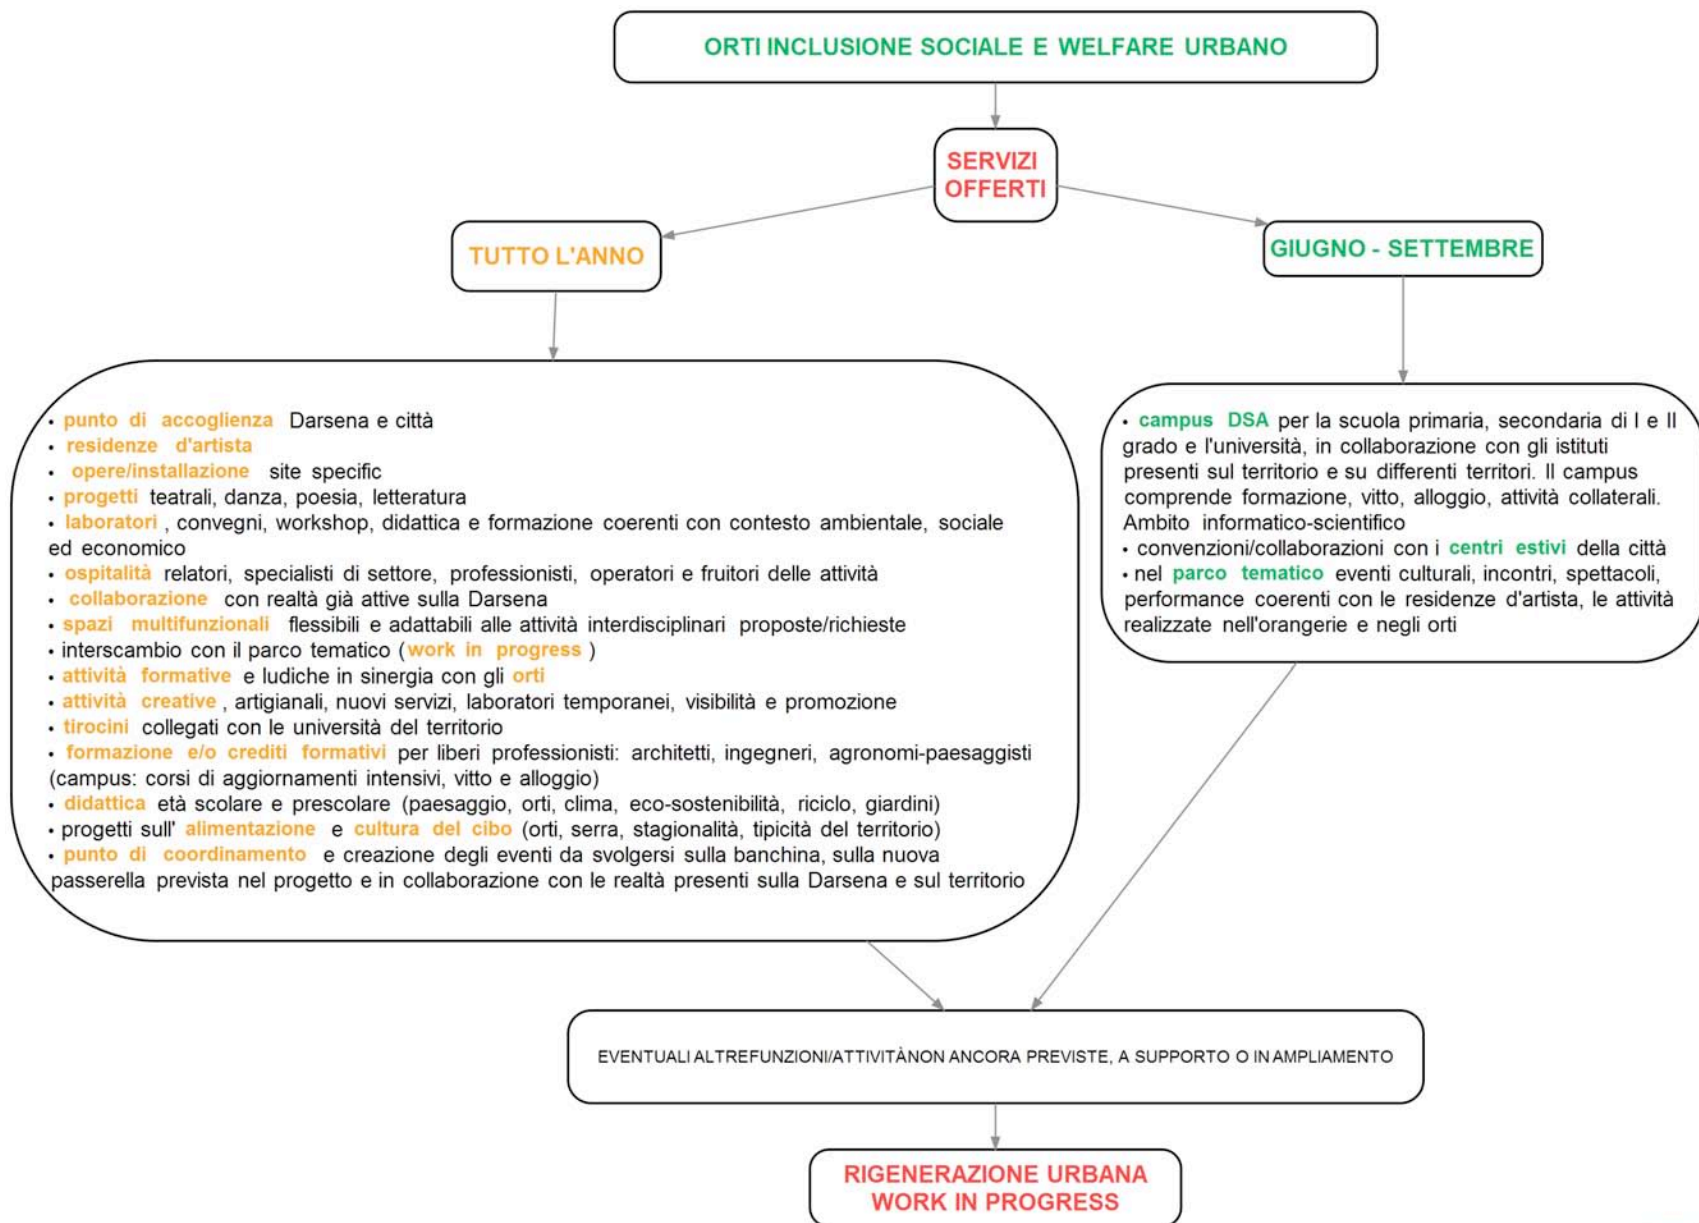 ORTI INCLUSIONE SOCIALE E WELFARE URBANO
SERVIZI
OFFERTI
TUTTO L'ANNO
GIUGNO - SETTEMBRE
• punto di accoglienza Darsena e città
• residenze d'artista
• opere/installazione site specific
• progetti teatrali, danza, poesia, letteratura
• laboratori , convegni, workshop, didattica e formazione coerenti con contesto ambientale, sociale
ed economico
• ospitalità relatori, specialisti di settore, professionisti, operatori e fruitori delle attività
• collaborazione con realtà già attive sulla Darsena
• spazi multifunzionali flessibili e adattabili alle attività interdisciplinari proposte/richieste
• interscambio con il parco tematico ( work in progress )
• attività formative e ludiche in sinergia con gli orti
• attività creative , artigianali, nuovi servizi, laboratori temporanei, visibilità e promozione
• tirocini collegati con le università del territorio
• formazione e/o crediti formativi per liberi professionisti: architetti, ingegneri, agronomi-paesaggisti
(campus: corsi di aggiornamenti intensivi, vitto e alloggio)
• didattica età scolare e prescolare (paesaggio, orti, clima, eco-sostenibilità, riciclo, giardini)
• progetti sull' alimentazione e cultura del cibo (orti, serra, stagionalità, tipicità del territorio)
• punto di coordinamento e creazione degli eventi da svolgersi sulla banchina, sulla nuova
passerella prevista nel progetto e in collaborazione con le realtà presenti sulla Darsena e sul territorio
• campus DSA per la scuola primaria, secondaria di I e II
grado e l'università, in collaborazione con gli istituti
presenti sul territorio e su differenti territori. Il campus
comprende formazione, vitto, alloggio, attività collaterali.
Ambito informatico-scientifico
• convenzioni/collaborazioni con i centri estivi della città
• nel parco tematico eventi culturali, incontri, spettacoli,
performance coerenti con le residenze d'artista, le attività
realizzate nell'orangerie e negli orti
EVENTUALI ALTREFUNZIONI/ATTIVITÀNON ANCORA PREVISTE, A SUPPORTO O IN AMPLIAMENTO
RIGENERAZIONE URBANA
WORK IN PROGRESS